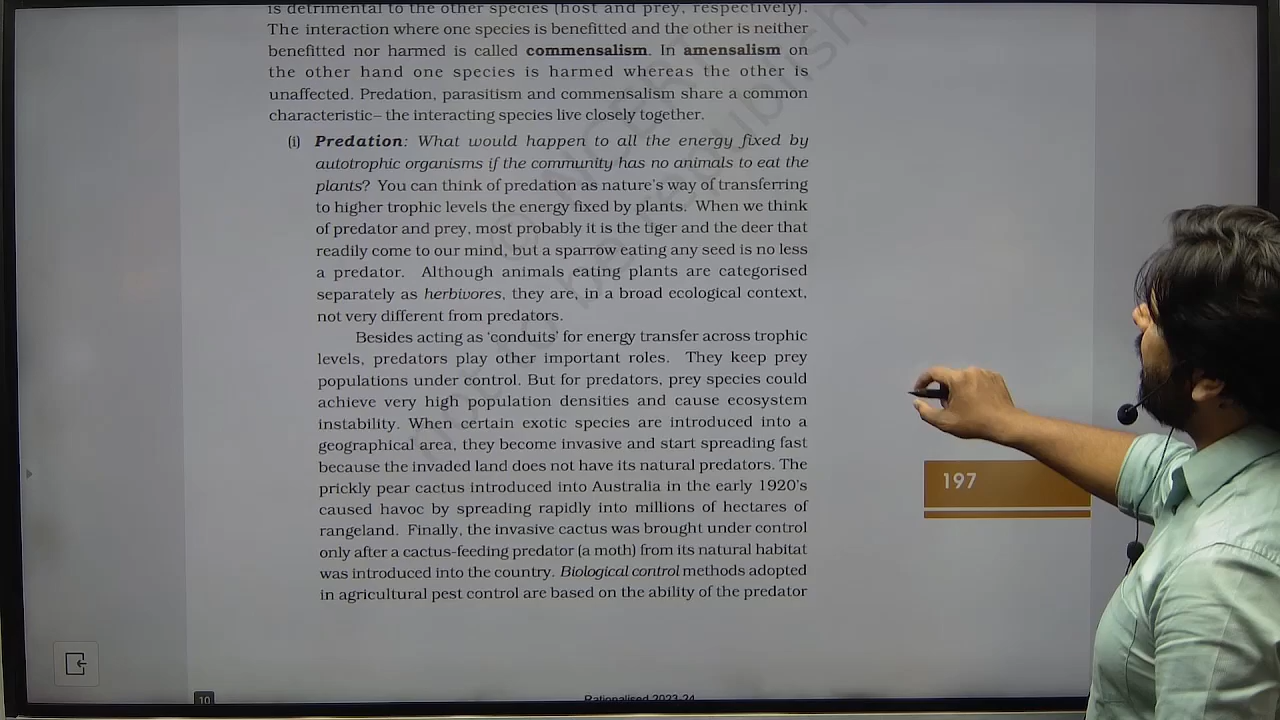 is detrimental to the other species (host and prey, respectively).
The interaction where one species is benefitted and the other is neither
benefitted nor harmed is called commensalism. In amensalism on
the other hand one species is harmed whereas the other is
unaffected. Predation, parasitism and commensalism share a common
characteristic– the interacting species live closely together.
(i) Predation: What would happen to all the energy fixed by
autotrophic organisms if the community has no animals to eat the
plants? You can think of predation as nature's way of transferring
to higher trophic levels the energy fixed by plants. When we think
of predator and prey, most probably it is the tiger and the deer that
readily come to our mind, but a sparrow eating any seed is no less
a predator. Although animals eating plants are categorised
separately as herbivores, they are, in a broad ecological context,
not very different from predators.
Besides acting as 'conduits' for energy transfer across trophic
levels, predators play other important roles. They keep prey
populations under control. But for predators, prey species could
achieve very high population densities and cause ecosystem
instability. When certain exotic species are introduced into a
geographical area, they become invasive and start spreading fast
because the invaded land does not have its natural predators. The
prickly pear cactus introduced into Australia in the early 1920's
caused havoc by spreading rapidly into millions of hectares of
rangeland. Finally, the invasive cactus was brought under control
only after a cactus-feeding predator (a moth) from its natural habitat
was introduced into the country. Biological control methods adopted
in agricultural pest control are based on the ability of the predator
197
10
Rationalised 2023-24